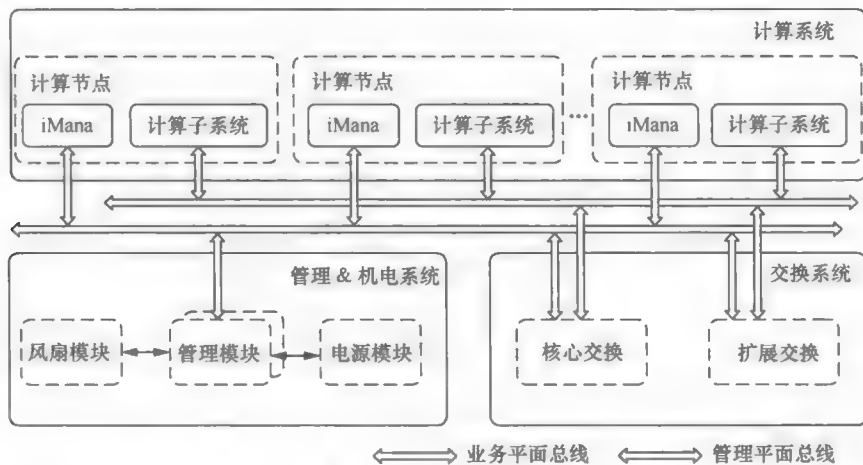 计算系统
计算节点 计算节点 计算节点
iMana 计算子系统 iMana 计算子系统 … iMana 计算子系统
管理 & 机电系统 交换系统
风扇模块 管理模块 电源模块 核心交换 扩展交换
业务平面总线 管理平面总线